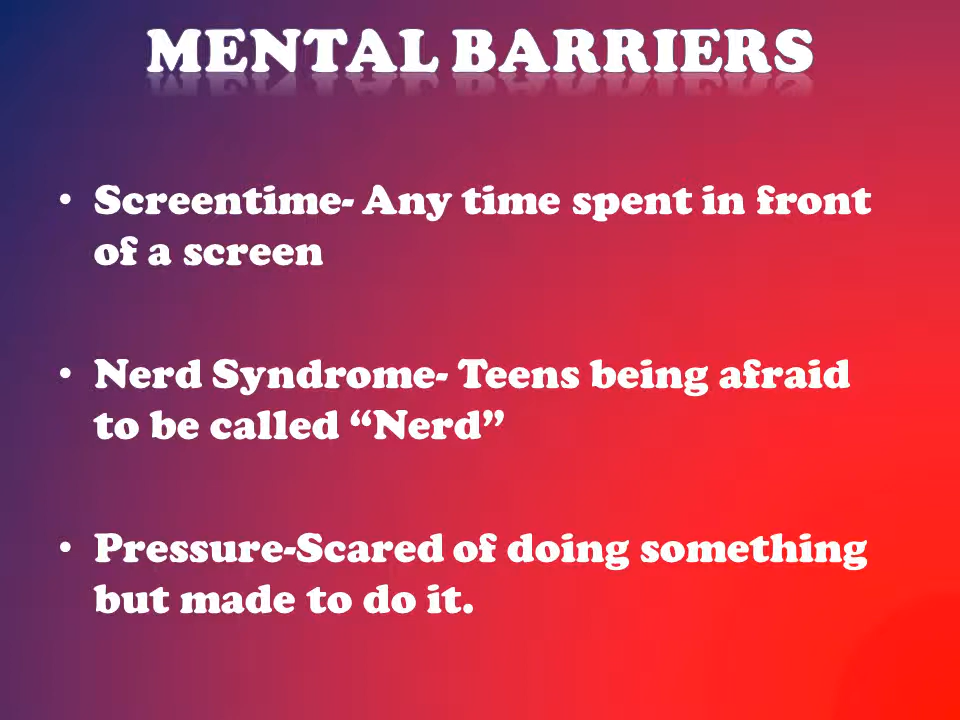 MENTAL BARRIERS
• Screentime- Any time spent in front
of a screen
• Nerd Syndrome- Teens being afraid
to be called “Nerd”
• Pressure-Scared of doing something
but made to do it.